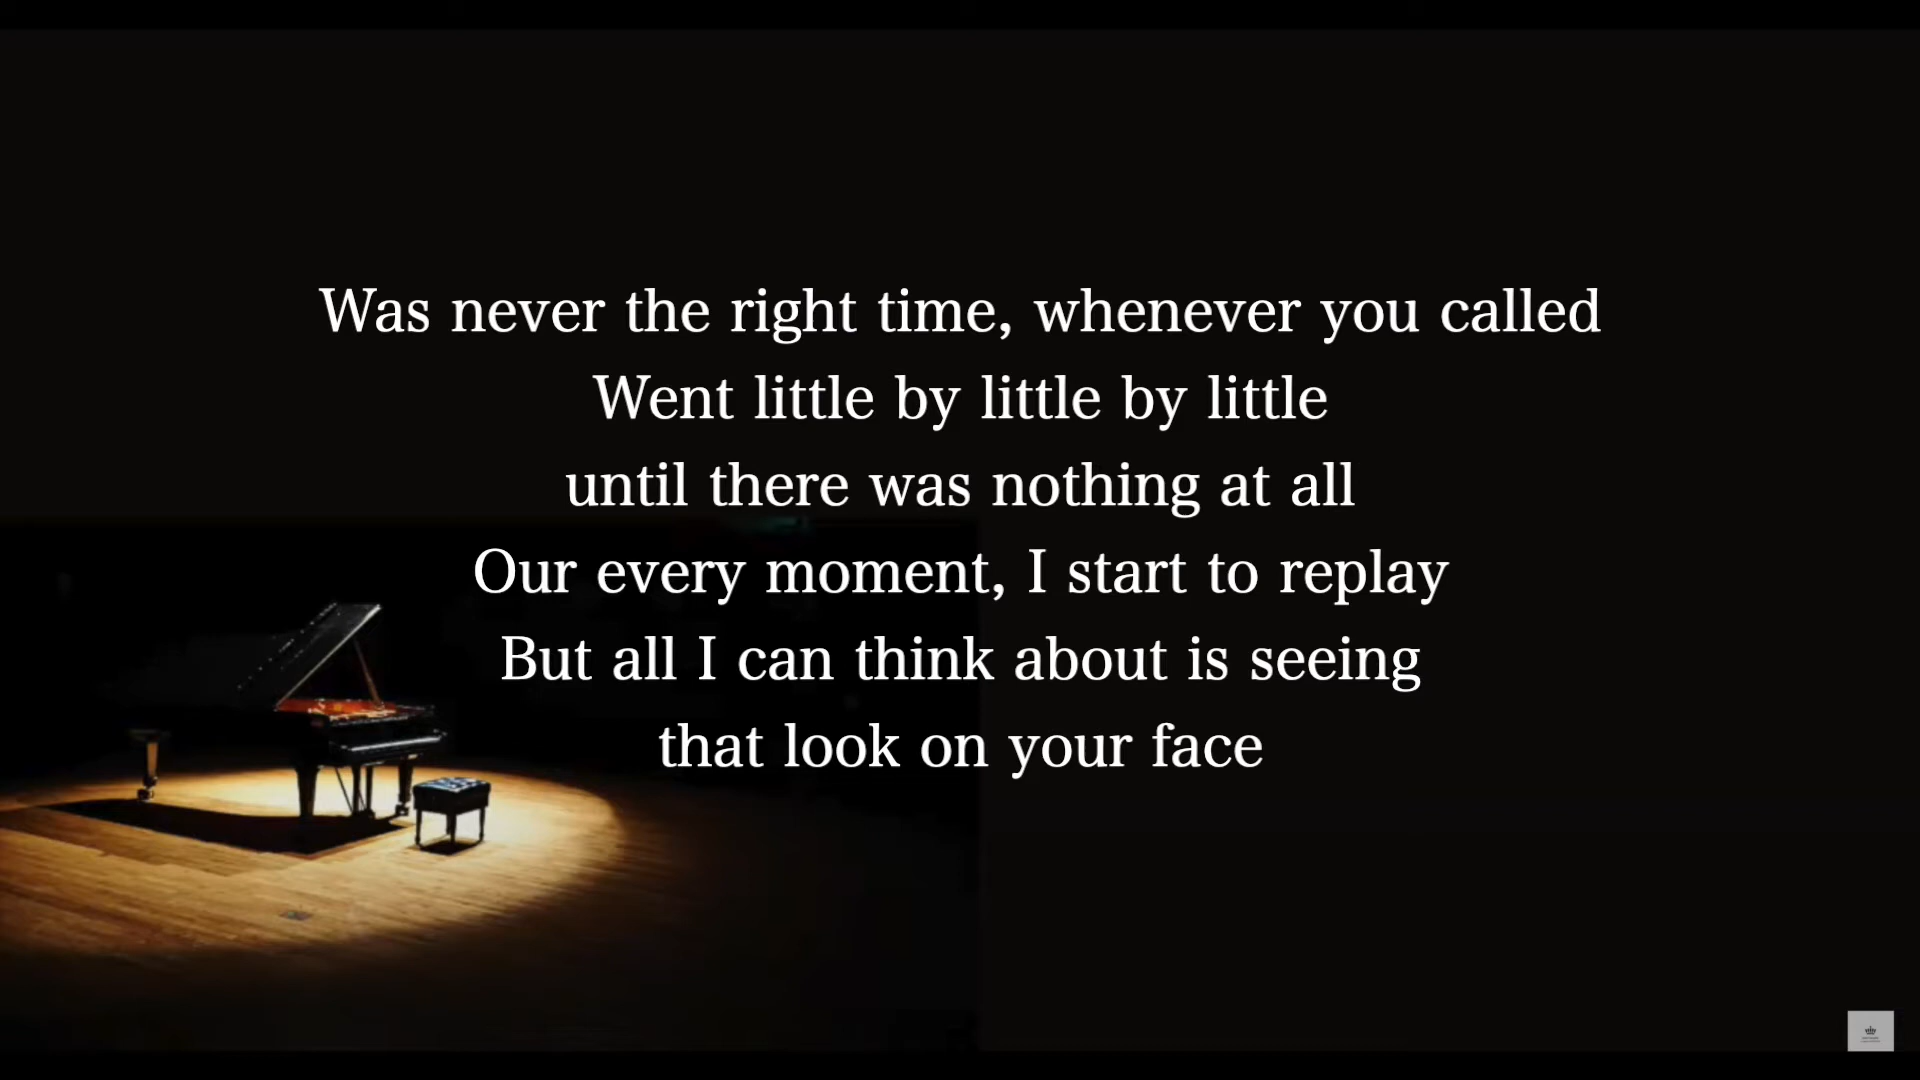 Was never the right time, whenever you called
Went little by little by little
until there was nothing at all
Our every moment, I start to replay
But all I can think about is seeing
that look on your face